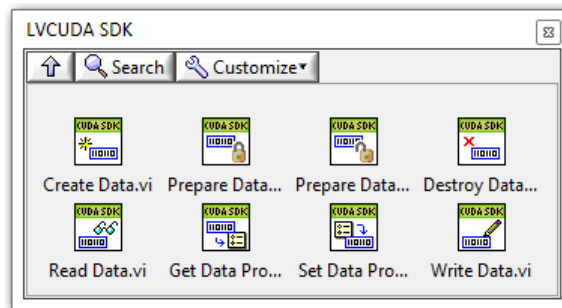 LVCUDA SDK
Search Customize
CUDA SDK CUDA SDK CUDA SDK CUDA SDK
Create Data.vi Prepare Data... Prepare Data... Destroy Data...
CUDA SDK CUDA SDK CUDA SDK CUDA SDK
Read Data.vi Get Data Pro... Set Data Pro... Write Data.vi